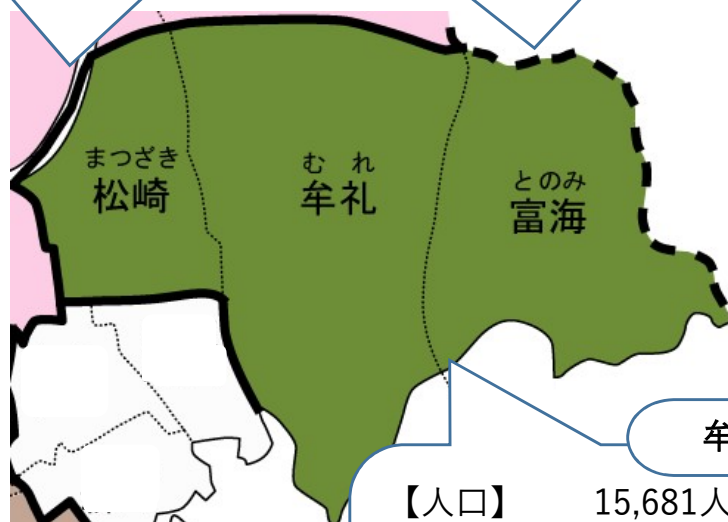 まつざき
松崎
むれ
牟礼
とのみ
富海
牟
【人口】 15,681人